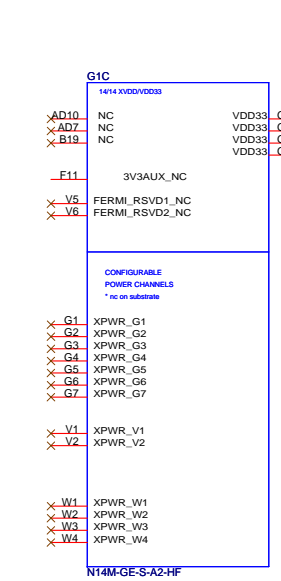 G1C
14/14 XVDD/VDD33
AD10 NC VDD33
AD7 NC VDD33
B19 NC VDD33
VDD33
F11 3V3AUX_NC
V5 FERMI_RSVD1_NC
V6 FERMI_RSVD2_NC
CONFIGURABLE
POWER CHANNELS
* nc on substrate
G1 XPWR_G1
G2 XPWR_G2
G3 XPWR_G3
G4 XPWR_G4
G5 XPWR_G5
G6 XPWR_G6
G7 XPWR_G7
V1 XPWR_V1
V2 XPWR_V2
W1 XPWR_W1
W2 XPWR_W2
W3 XPWR_W3
W4 XPWR_W4
N14M-GE-S-A2-HF